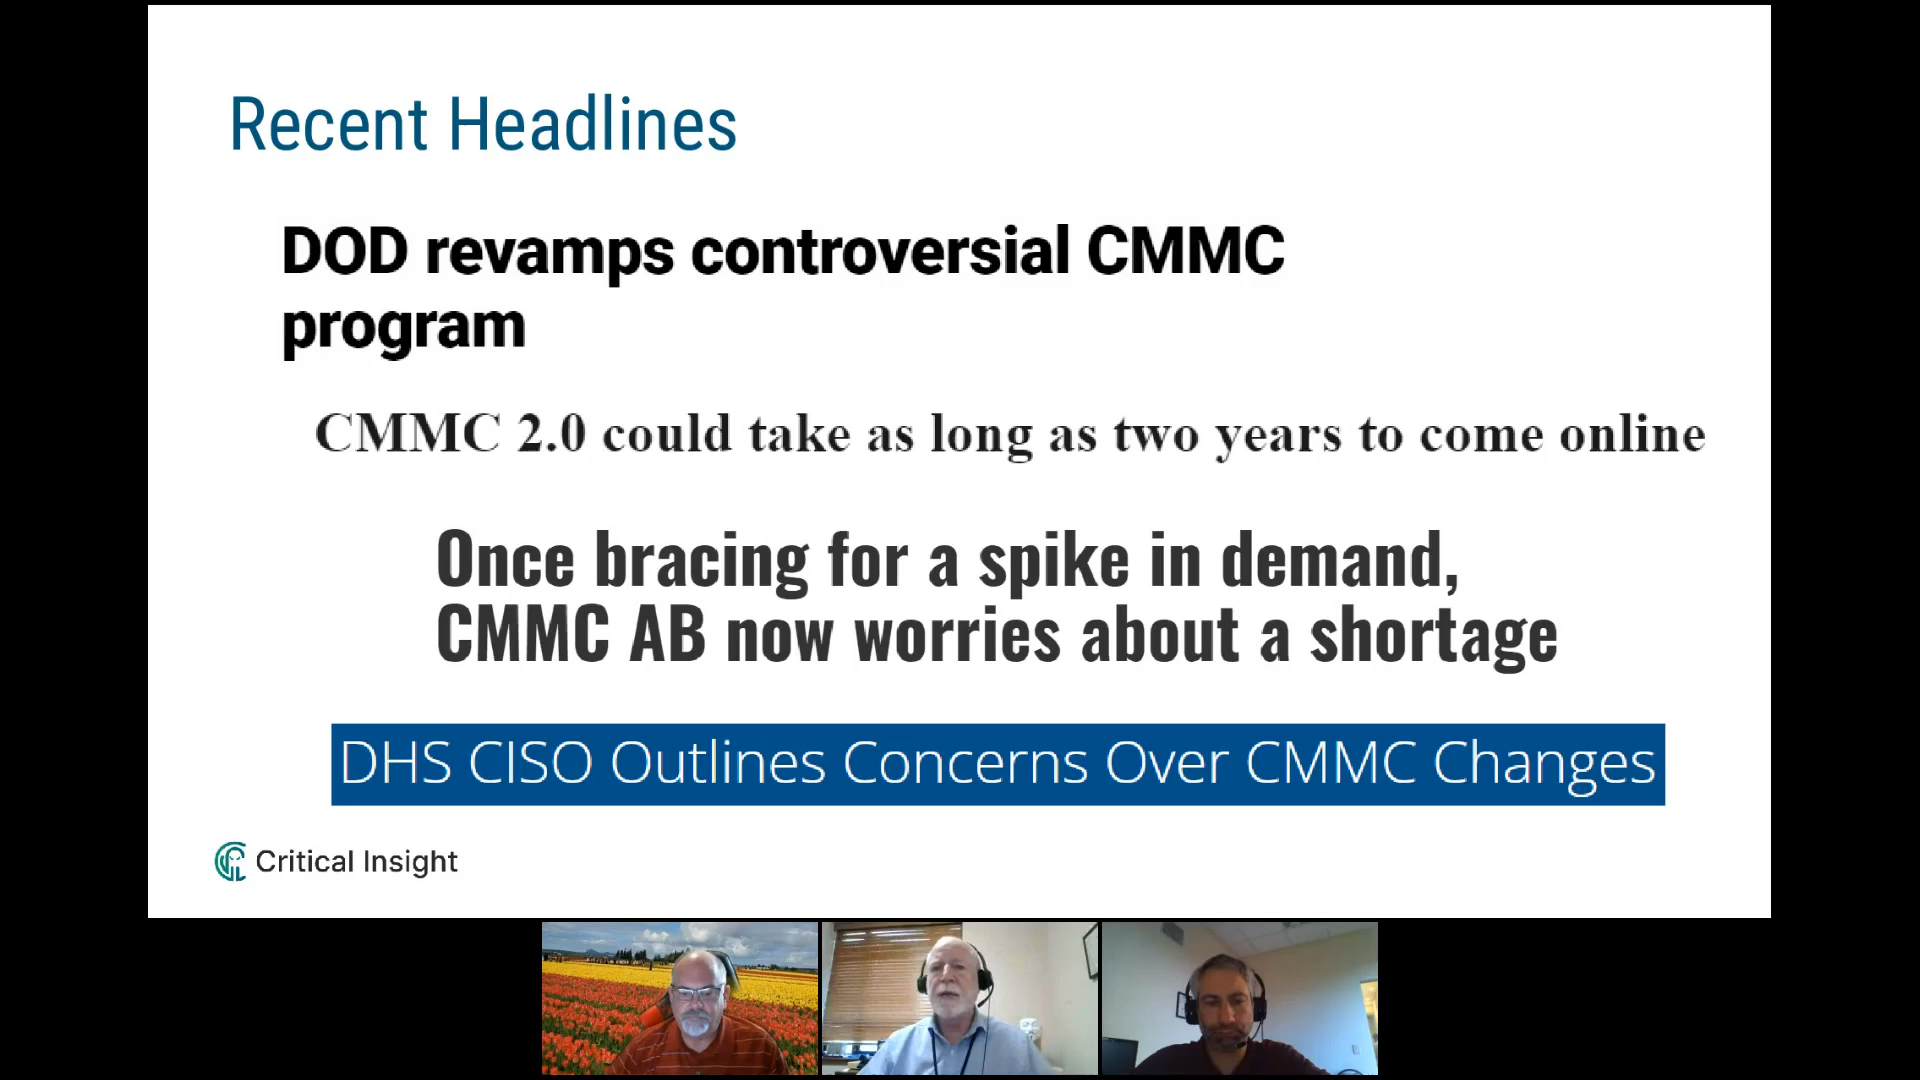 Recent Headlines
DOD revamps controversial CMMC
program
CMMC 2.0 could take as long as two years to come online
Once bracing for a spike in demand,
CMMC AB now worries about a shortage
DHS CISO Outlines Concerns Over CMMC Changes
Critical Insight